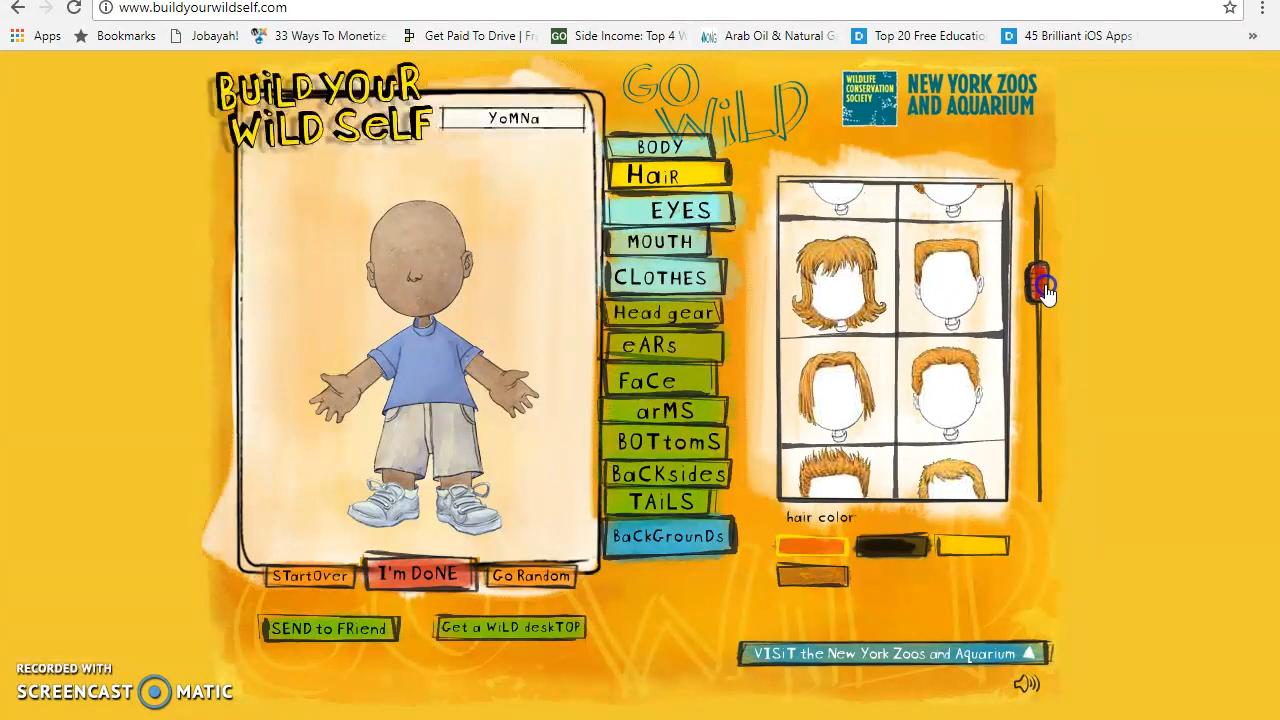 www.buildyourwildself.com
Apps Bookmarks Jobayah! 33 Ways To Monetize Get Paid To Drive | Fr GO Side Income: Top 4 W Arab Oil & Natural Ga D Top 20 Free Educatio D 45 Brilliant iOS Apps »
BUiLD YOUR
WiLD SeLF
YoMNa
GO
WiLD
WILDLIFE
CONSERVATION
SOCIETY
NEW YORK ZOOS
AND AQUARIUM
BODY
HaiR
EYES
MOUTH
CLOTHES
Head gear
eARs
FaCe
arMS
BOTtomS
BaCKsides
TAiLS
BaCKGrounDs
hair color
STartOver
I'm DoNE
Go Random
SEND to FRiend
Get a WiLD deskTOP
VISiT the New York Zoos and Aquarium
GO WiLD
RECORDED WITH
SCREENCAST MATIC